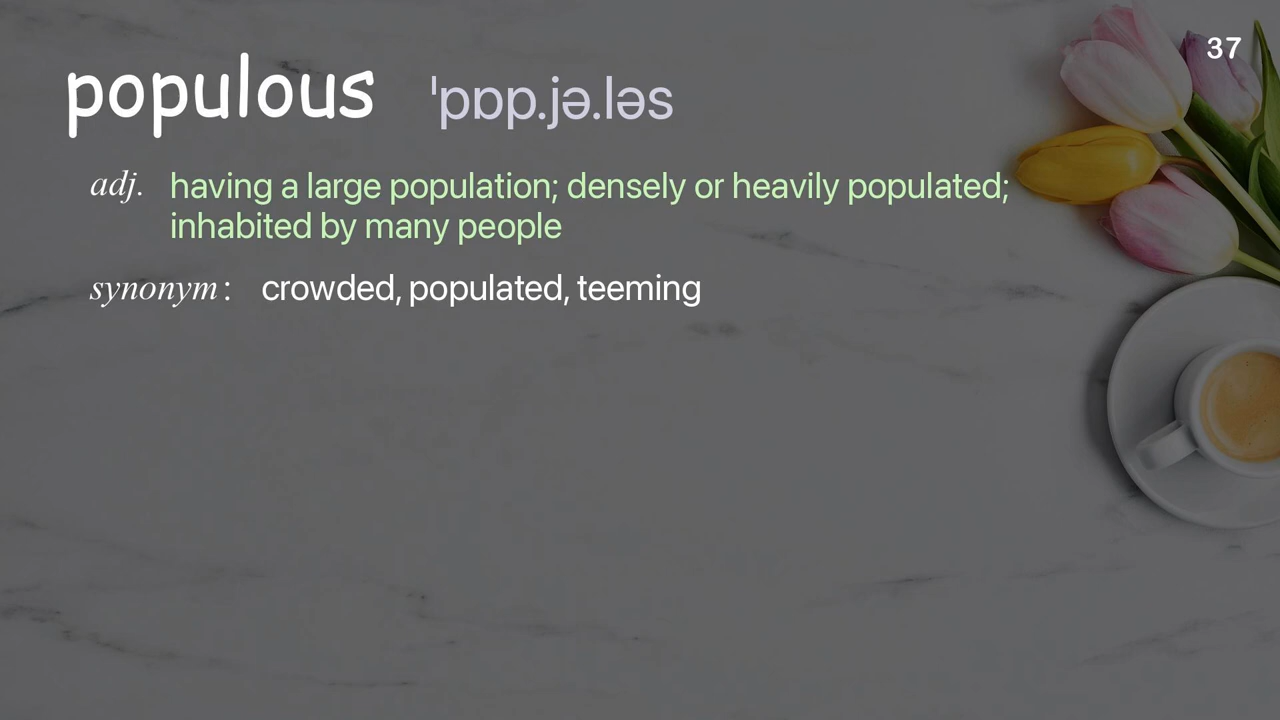 37
populous ˈpɒp.jə.ləs
adj. having a large population; densely or heavily populated;
inhabited by many people
synonym: crowded, populated, teeming